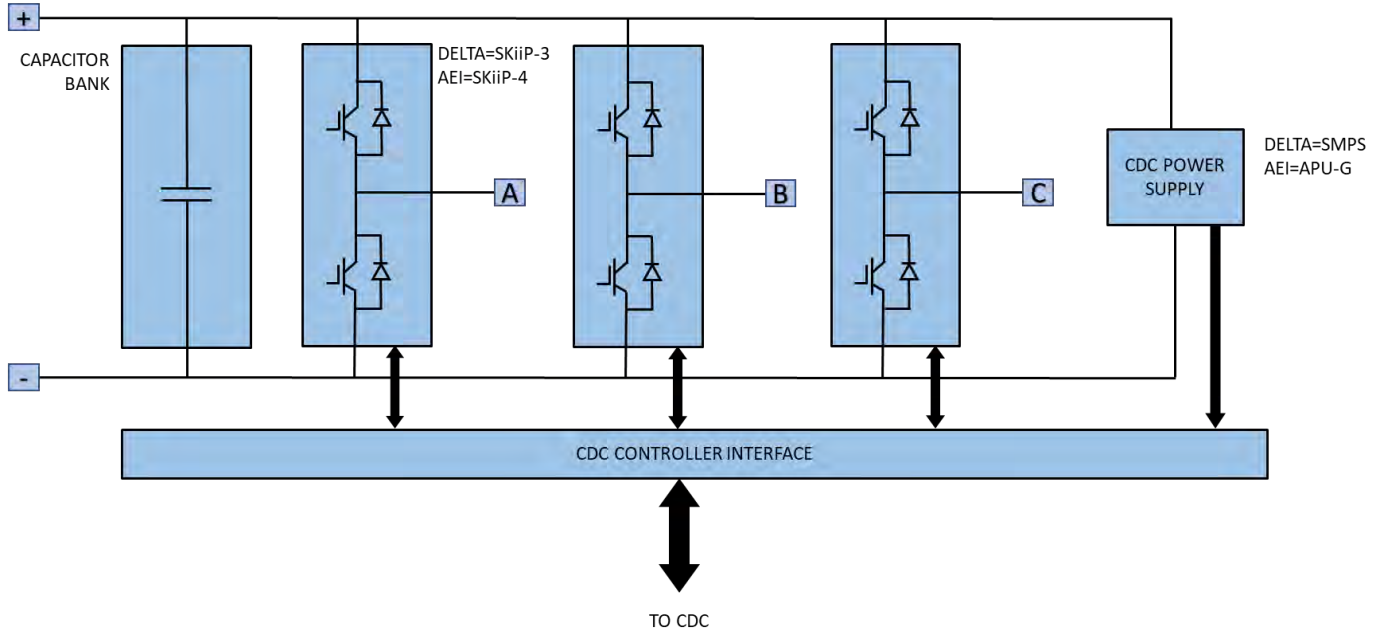 +
CAPACITOR
BANK
DELTA=SKiiP-3
AEI=SKiiP-4
A
B
C
CDC POWER
SUPPLY
DELTA=SMPS
AEI=APU-G
-
CDC CONTROLLER INTERFACE
TO CDC